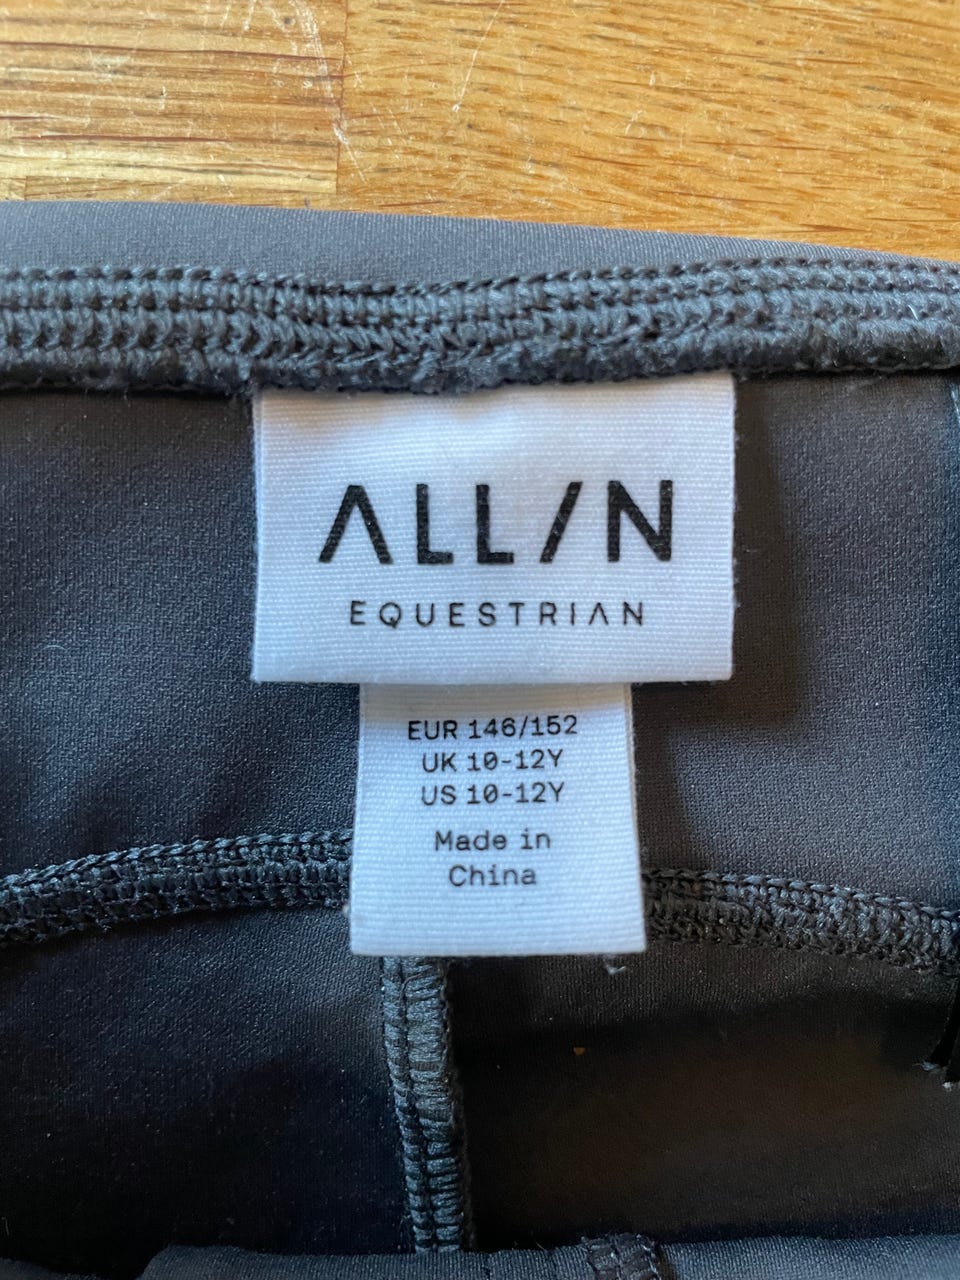 ALL/N
EQUESTRIAN
EUR 146/152
UK 10-12Y
US 10-12Y
Made in
China